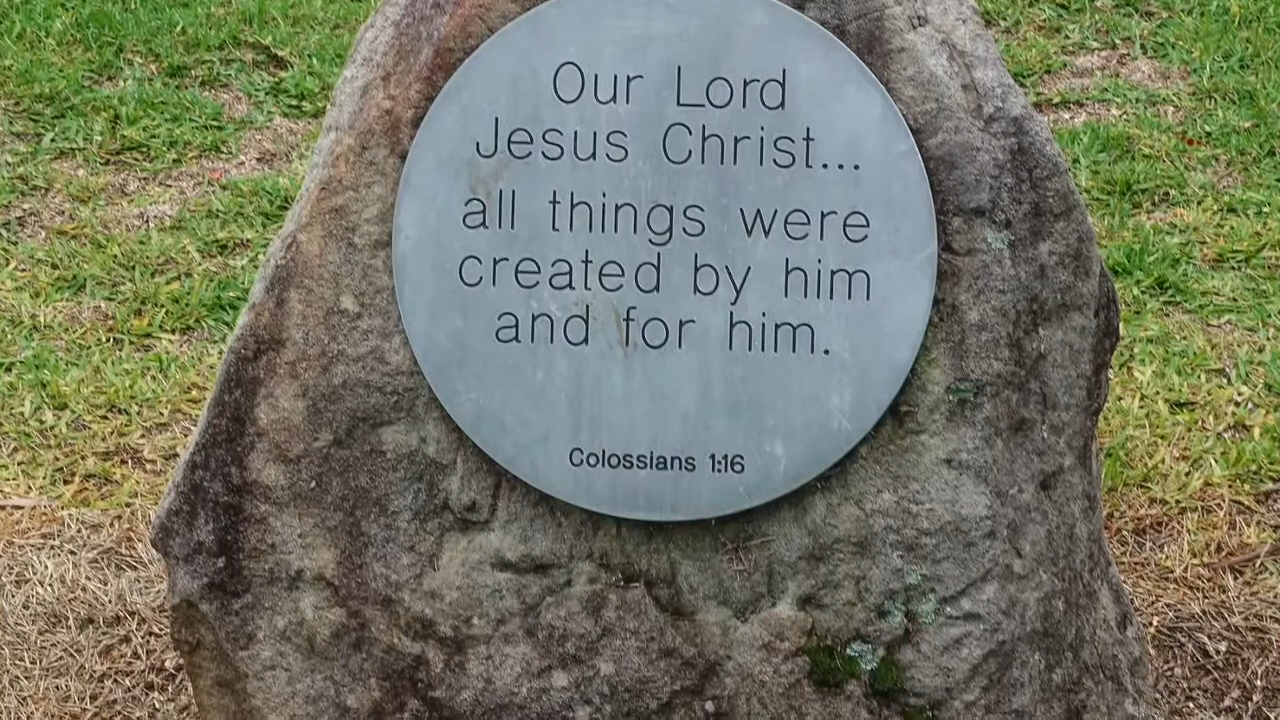 Our Lord
Jesus Christ...
all things were
created by him
and for him.
Colossians 1:16